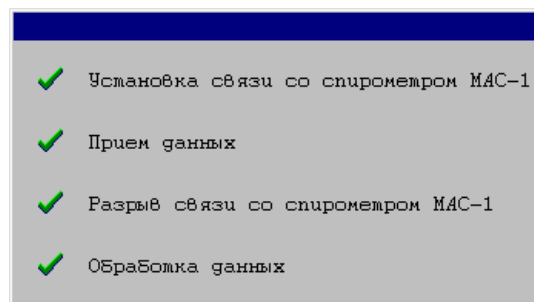 Установка связи со спирометром МАС-1
Прием данных
Разрыв связи со спирометром МАС-1
Обработка данных